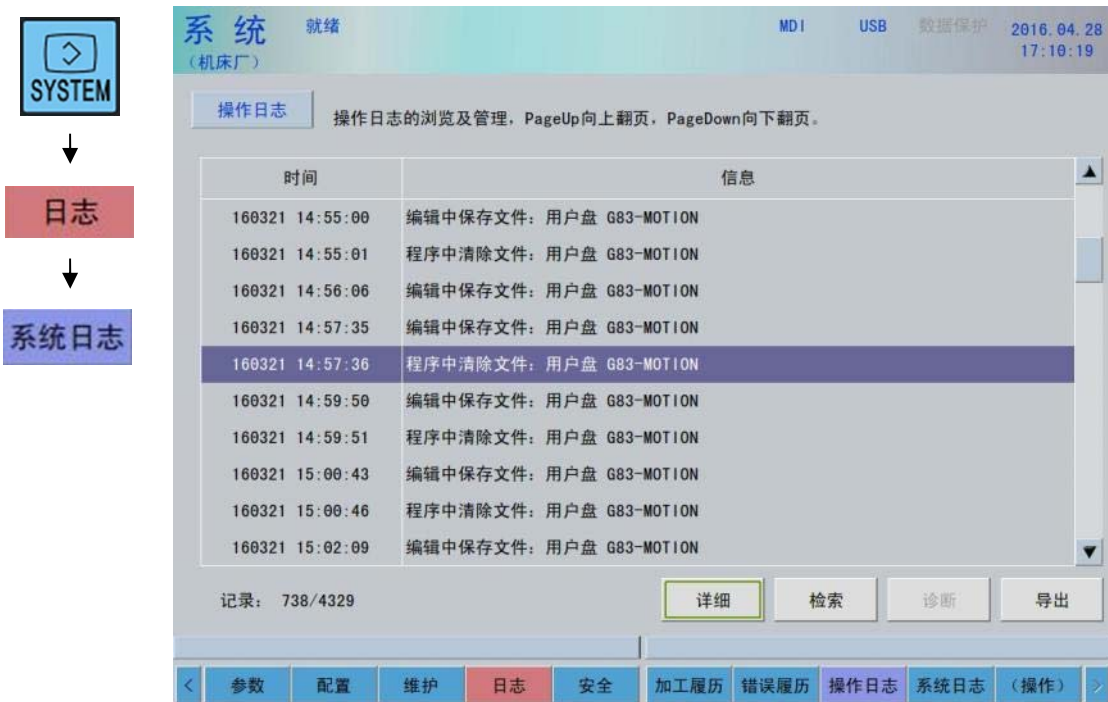 SYSTEM
日志
系统日志
系统 就绪 MDI USB 数据保护 2016.04.28
（机床厂） 17:10:19
操作日志 操作日志的浏览及管理，PageUp向上翻页，PageDown向下翻页。
时间 信息
160321 14:55:00 编辑中保存文件：用户盘 G83-MOTION
160321 14:55:01 程序中清除文件：用户盘 G83-MOTION
160321 14:56:06 编辑中保存文件：用户盘 G83-MOTION
160321 14:57:35 编辑中保存文件：用户盘 G83-MOTION
160321 14:57:36 程序中清除文件：用户盘 G83-MOTION
160321 14:59:50 编辑中保存文件：用户盘 G83-MOTION
160321 14:59:51 程序中清除文件：用户盘 G83-MOTION
160321 15:00:43 编辑中保存文件：用户盘 G83-MOTION
160321 15:00:46 程序中清除文件：用户盘 G83-MOTION
160321 15:02:09 编辑中保存文件：用户盘 G83-MOTION
记录： 738/4329 详细 检索 诊断 导出
< 参数 配置 维护 日志 安全 加工履历 错误履历 操作日志 系统日志 （操作） >